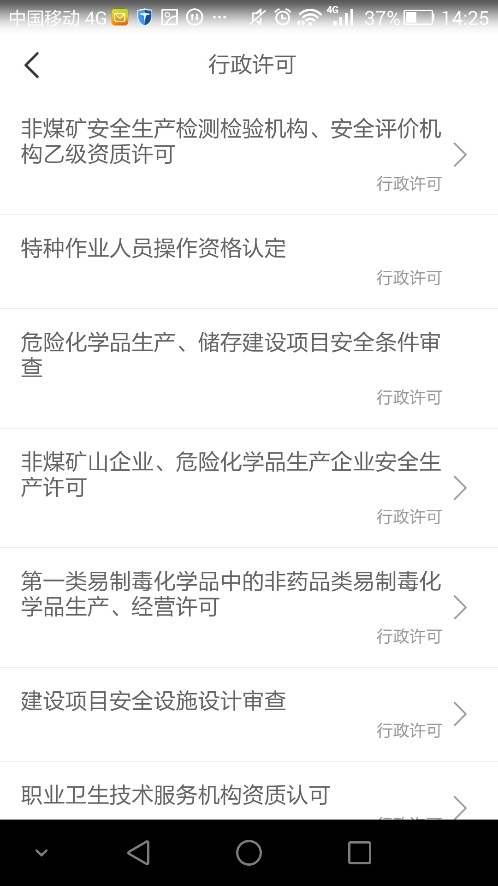 中国移动 4G 4G 37% 14:25
行政许可
非煤矿安全生产检测检验机构、安全评价机
构乙级资质许可
行政许可
特种作业人员操作资格认定
行政许可
危险化学品生产、储存建设项目安全条件审
查
行政许可
非煤矿山企业、危险化学品生产企业安全生
产许可
行政许可
第一类易制毒化学品中的非药品类易制毒化
学品生产、经营许可
行政许可
建设项目安全设施设计审查
行政许可
职业卫生技术服务机构资质认可